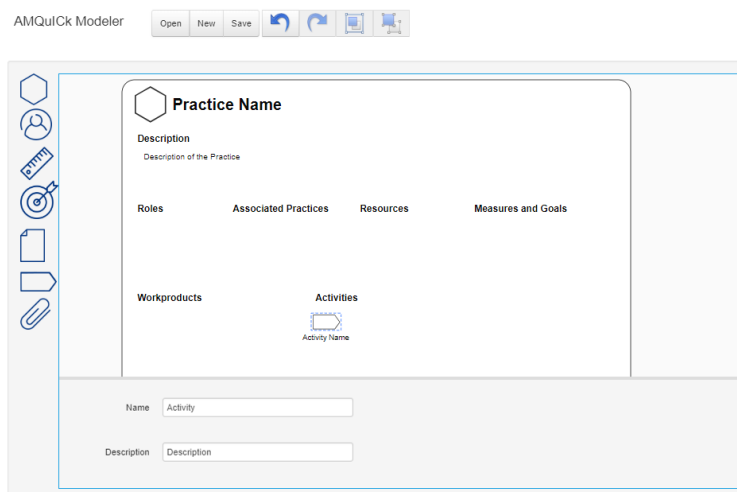 AMQuICk Modeler
Open New Save
Practice Name
Description
Description of the Practice
Roles Associated Practices Resources Measures and Goals
Workproducts Activities
Activity Name
Name Activity
Description Description